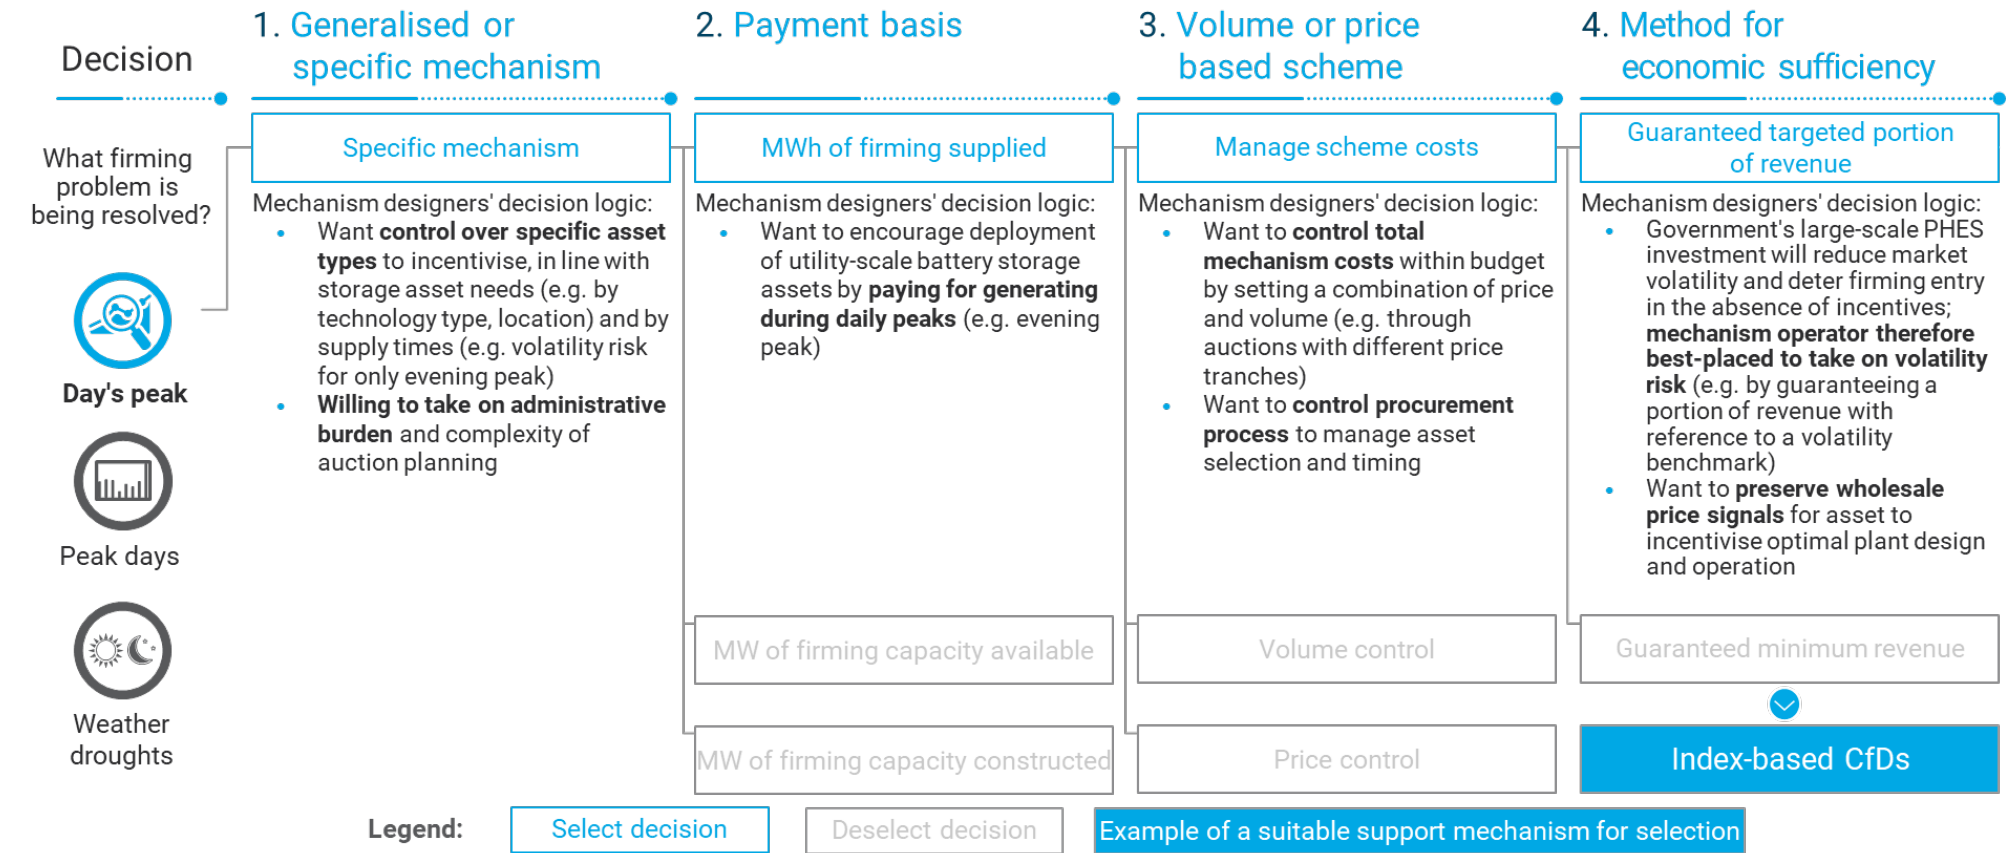 Decision
1. Generalised or
specific mechanism
2. Payment basis
3. Volume or price
based scheme
4. Method for
economic sufficiency
What firming
problem is
being resolved?
Day's peak
Peak days
Weather
droughts
Specific mechanism
Mechanism designers' decision logic:
• Want control over specific asset
types to incentivise, in line with
storage asset needs (e.g. by
technology type, location) and by
supply times (e.g. volatility risk
for only evening peak)
• Willing to take on administrative
burden and complexity of
auction planning
MWh of firming supplied
Mechanism designers' decision logic:
• Want to encourage deployment
of utility-scale battery storage
assets by paying for generating
during daily peaks (e.g. evening
peak)
MW of firming capacity available
MW of firming capacity constructed
Manage scheme costs
Mechanism designers' decision logic:
• Want to control total
mechanism costs within budget
by setting a combination of price
and volume (e.g. through
auctions with different price
tranches)
• Want to control procurement
process to manage asset
selection and timing
Volume control
Price control
Guaranteed targeted portion
of revenue
Mechanism designers' decision logic:
• Government's large-scale PHES
investment will reduce market
volatility and deter firming entry
in the absence of incentives;
mechanism operator therefore
best-placed to take on volatility
risk (e.g. by guaranteeing a
portion of revenue with
reference to a volatility
benchmark)
• Want to preserve wholesale
price signals for asset to
incentivise optimal plant design
and operation
Guaranteed minimum revenue
Index-based CfDs
Legend:
Select decision
Deselect decision
Example of a suitable support mechanism for selection